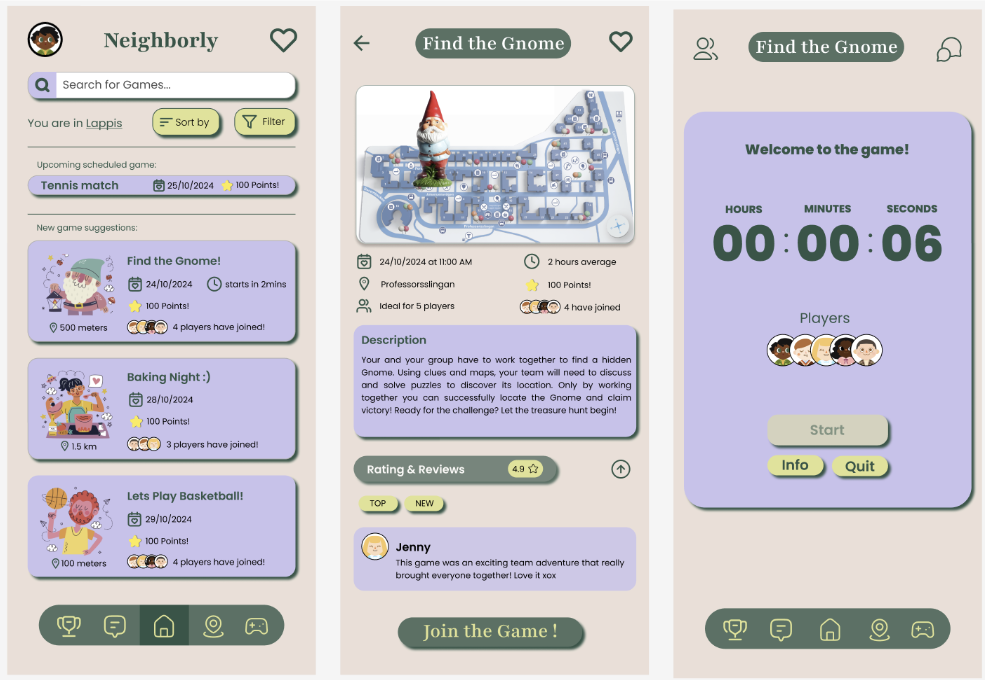 Neighborly
Search for Games...
You are in Lappis
Sort by
Filter
Upcoming scheduled game:
Tennis match 25/10/2024 100 Points!
New game suggestions:
Find the Gnome!
24/10/2024 starts in 2mins
100 Points!
500 meters
4 players have joined!
Baking Night :)
28/10/2024
100 Points!
1.5 km
3 players have joined!
Lets Play Basketball!
29/10/2024
100 Points!
100 meters
4 players have joined!
Find the Gnome
24/10/2024 at 11:00 AM
2 hours average
Professorsslingan
100 Points!
Ideal for 5 players
4 have joined
Description
Your and your group have to work together to find a hidden
Gnome. Using clues and maps, your team will need to discuss
and solve puzzles to discover its location. Only by working
together you can successfully locate the Gnome and claim
victory! Ready for the challenge? Let the treasure hunt begin!
Rating & Reviews
4.9
TOP
NEW
Jenny
This game was an exciting team adventure that really
brought everyone together! Love it xox
Join the Game !
Find the Gnome
Welcome to the game!
HOURS MINUTES SECONDS
00 : 00 : 06
Players
Start
Info
Quit